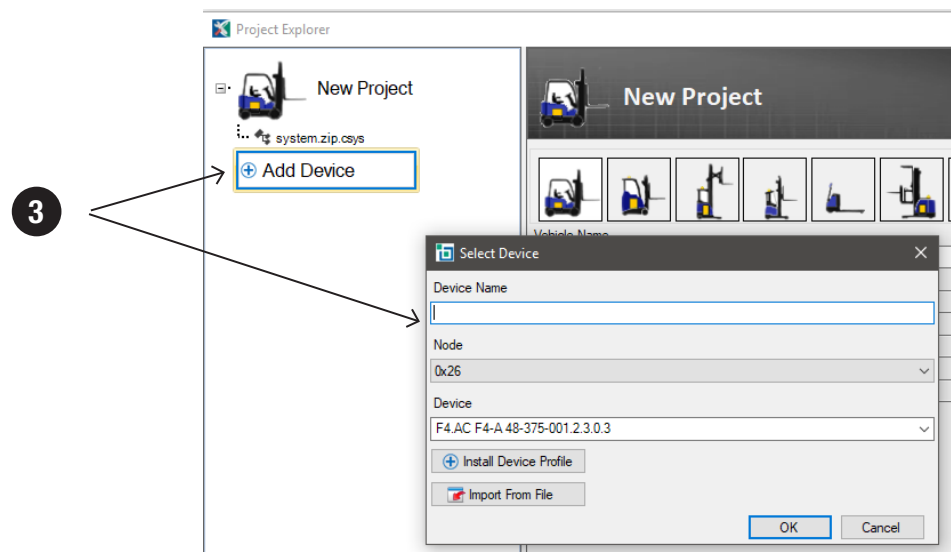 Project Explorer
New Project
system.zip.csys
Add Device
3
New Project
Vehicle Name
Select Device
Device Name
Node
0x26
Device
F4.AC F4-A 48-375-001.2.3.0.3
Install Device Profile
Import From File
OK Cancel